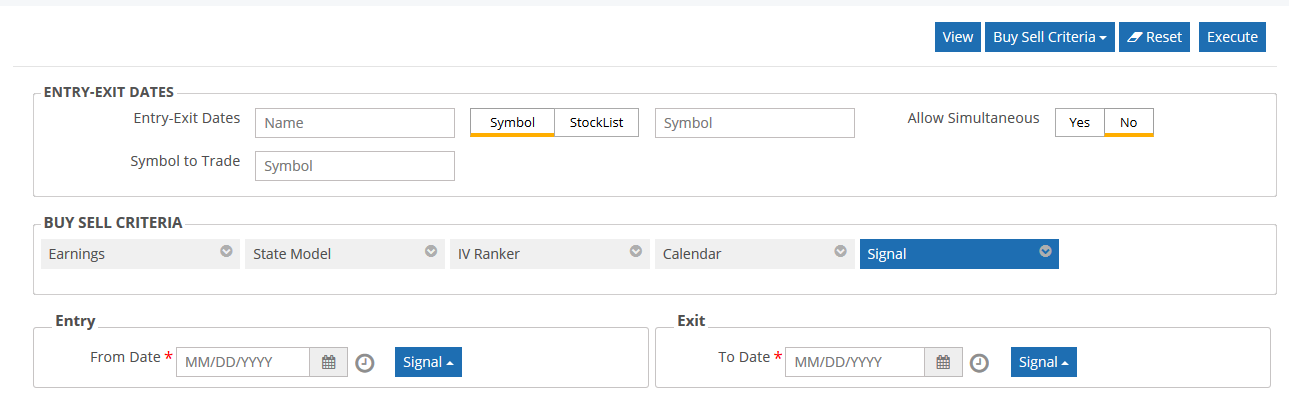 View Buy Sell Criteria Reset Execute
ENTRY-EXIT DATES
Entry-Exit Dates Name Symbol StockList Symbol Allow Simultaneous Yes No
Symbol to Trade Symbol
BUY SELL CRITERIA
Earnings State Model IV Ranker Calendar Signal
Entry Exit
From Date * MM/DD/YYYY Signal To Date * MM/DD/YYYY Signal